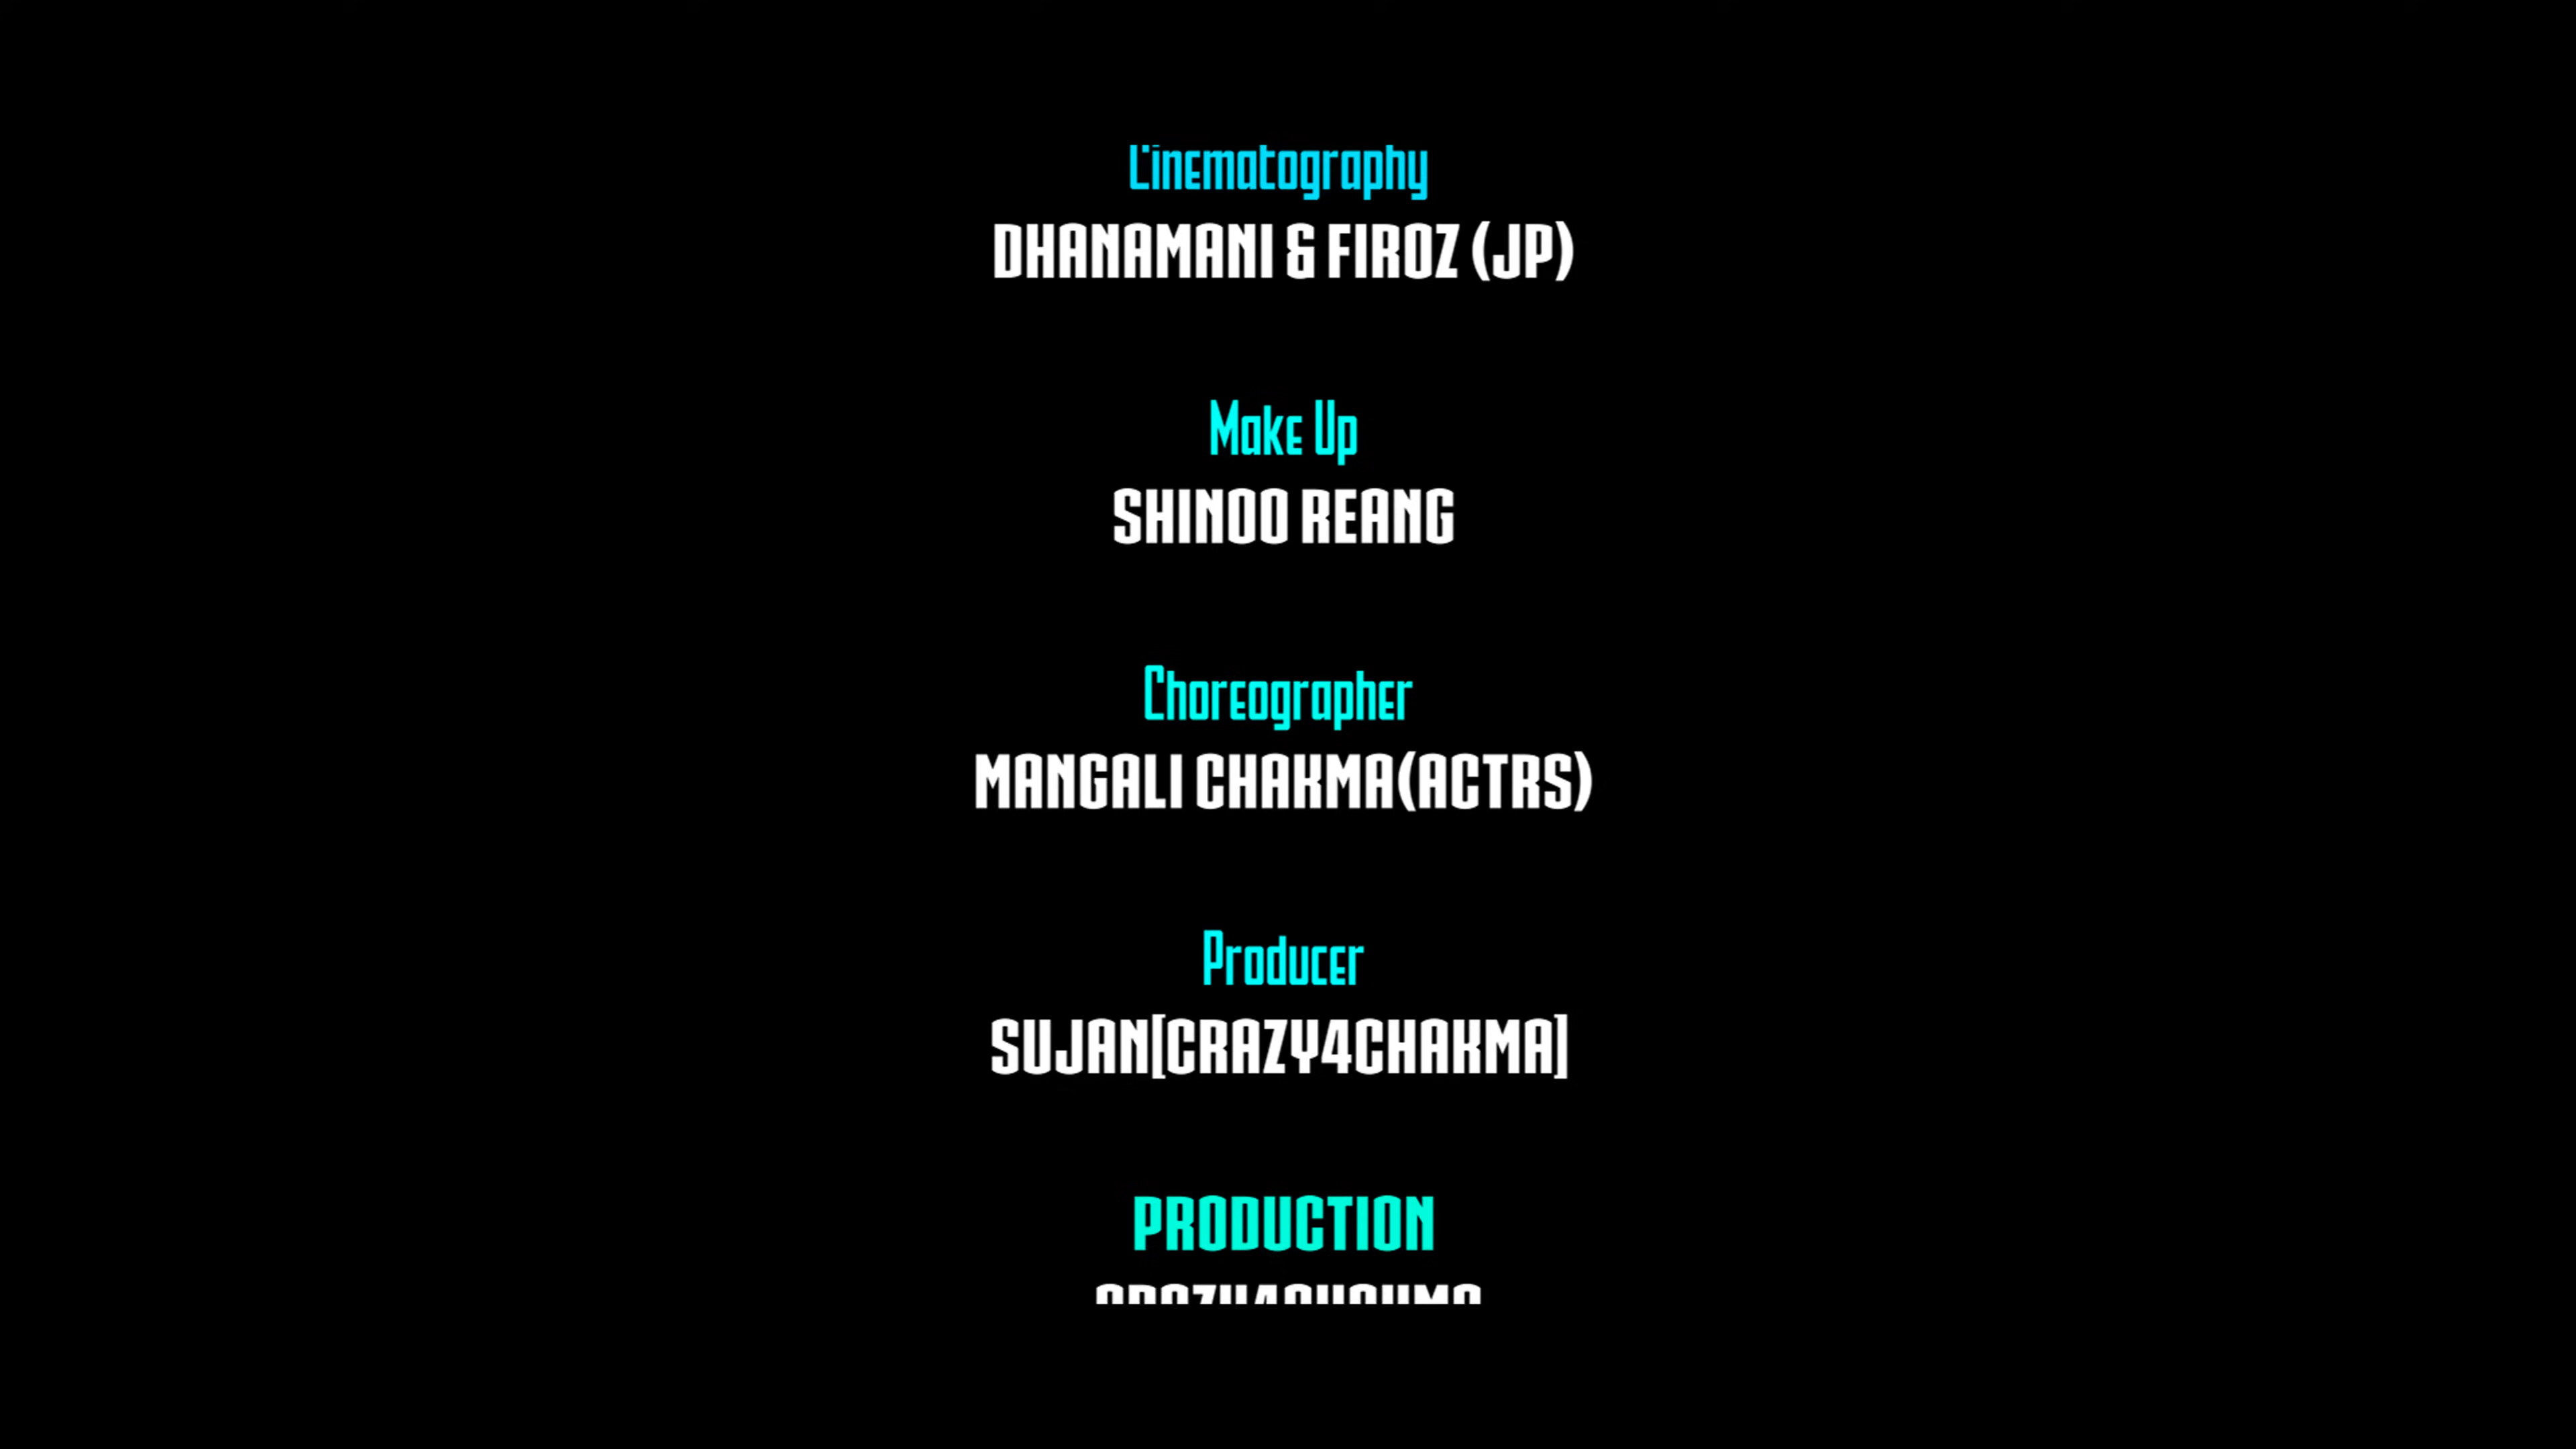 Cinematography
DHANAMANI & FIROZ (JP)
Make Up
SHINOO REANG
Choreographer
MANGALI CHAKMA(ACTRS)
Producer
SUJAN[CRAZY4CHAKMA]
PRODUCTION